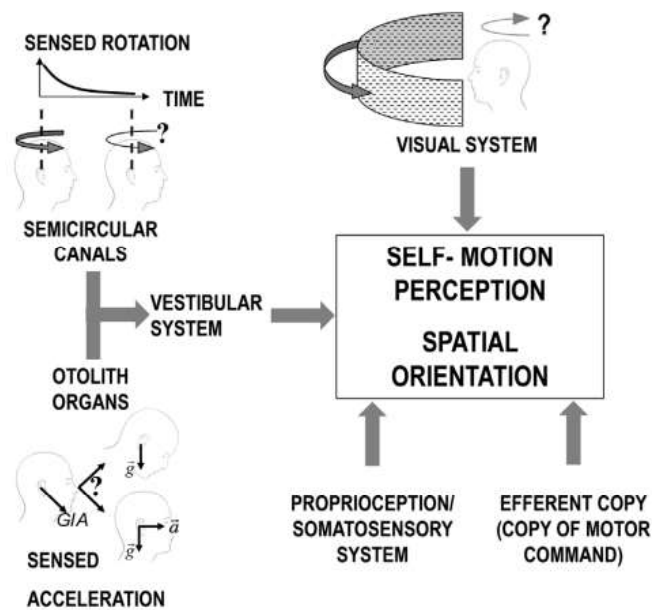 SENSED ROTATION
TIME
?
SEMICIRCULAR
CANALS
VESTIBULAR
SYSTEM
OTOLITH
ORGANS
g
?
GIA
g
a
SENSED
ACCELERATION
?
VISUAL SYSTEM
SELF- MOTION
PERCEPTION
SPATIAL
ORIENTATION
PROPRIOCEPTION/
SOMATOSENSORY
SYSTEM
EFFERENT COPY
(COPY OF MOTOR
COMMAND)